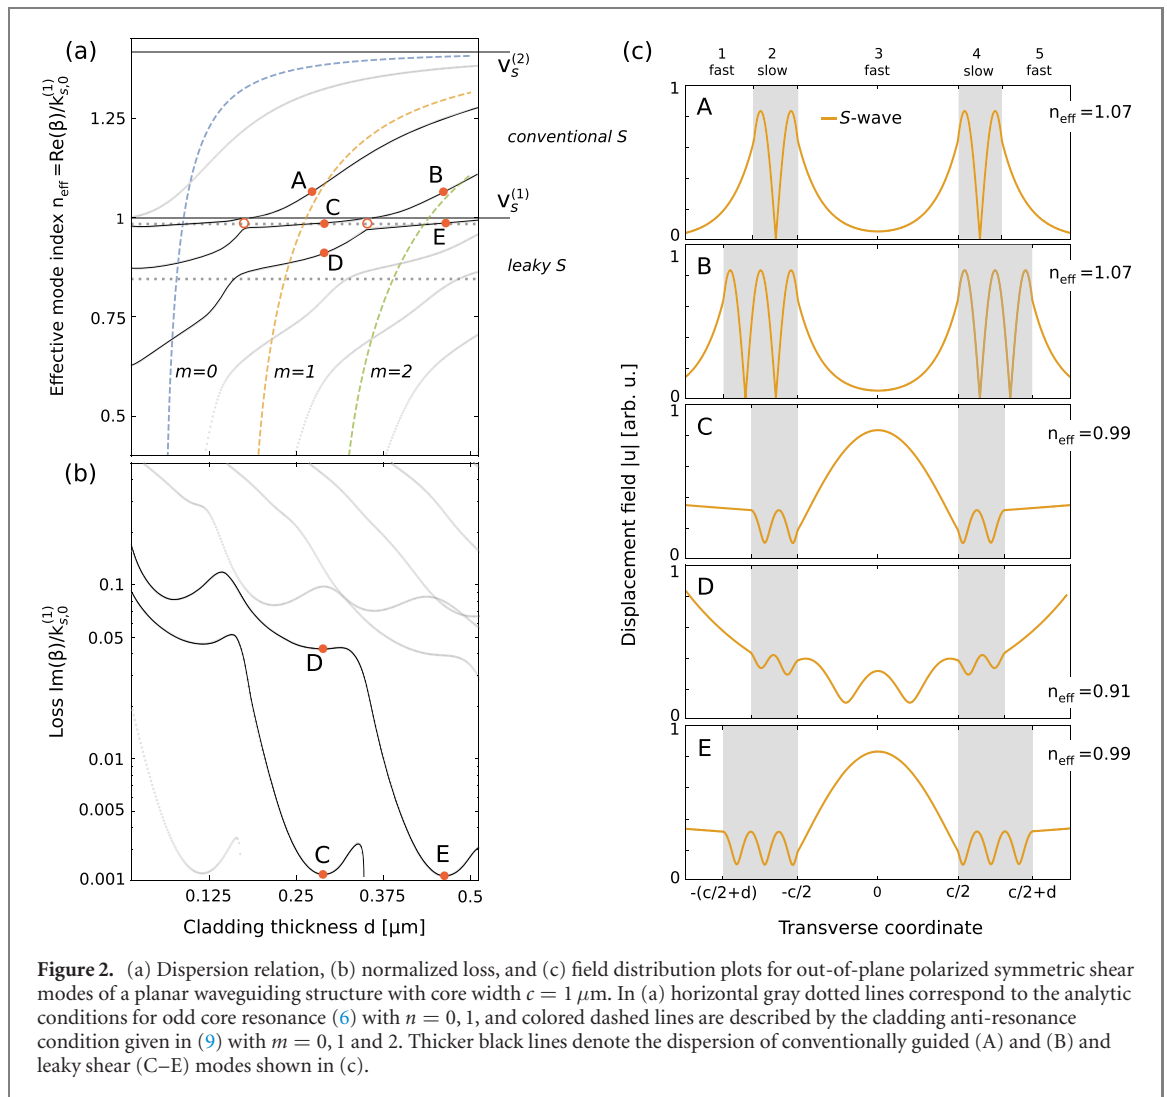 (a)
v_s^(2)
conventional S
v_s^(1)
leaky S
Effective mode index n_eff =Re(β)/k_s,0^(1)
1.25
1
0.75
0.5
A
B
C
D
E
m=0
m=1
m=2
(b)
Loss Im(β)/k_s,0^(1)
0.1
0.05
0.01
0.005
0.001
D
C
E
0.125
0.25
0.375
0.5
Cladding thickness d [µm]
(c)
1 2 3 4 5
fast slow fast slow fast
Displacement field |u| [arb. u.]
1
A
S-wave
n_eff =1.07
0
1
B
n_eff =1.07
0
1
C
n_eff =0.99
0
1
D
n_eff =0.91
0
1
E
n_eff =0.99
0
-(c/2+d) -c/2 0 c/2 c/2+d
Transverse coordinate
Figure 2. (a) Dispersion relation, (b) normalized loss, and (c) field distribution plots for out-of-plane polarized symmetric shear
modes of a planar waveguiding structure with core width c = 1 μm. In (a) horizontal gray dotted lines correspond to the analytic
conditions for odd core resonance (6) with n = 0, 1, and colored dashed lines are described by the cladding anti-resonance
condition given in (9) with m = 0, 1 and 2. Thicker black lines denote the dispersion of conventionally guided (A) and (B) and
leaky shear (C–E) modes shown in (c).